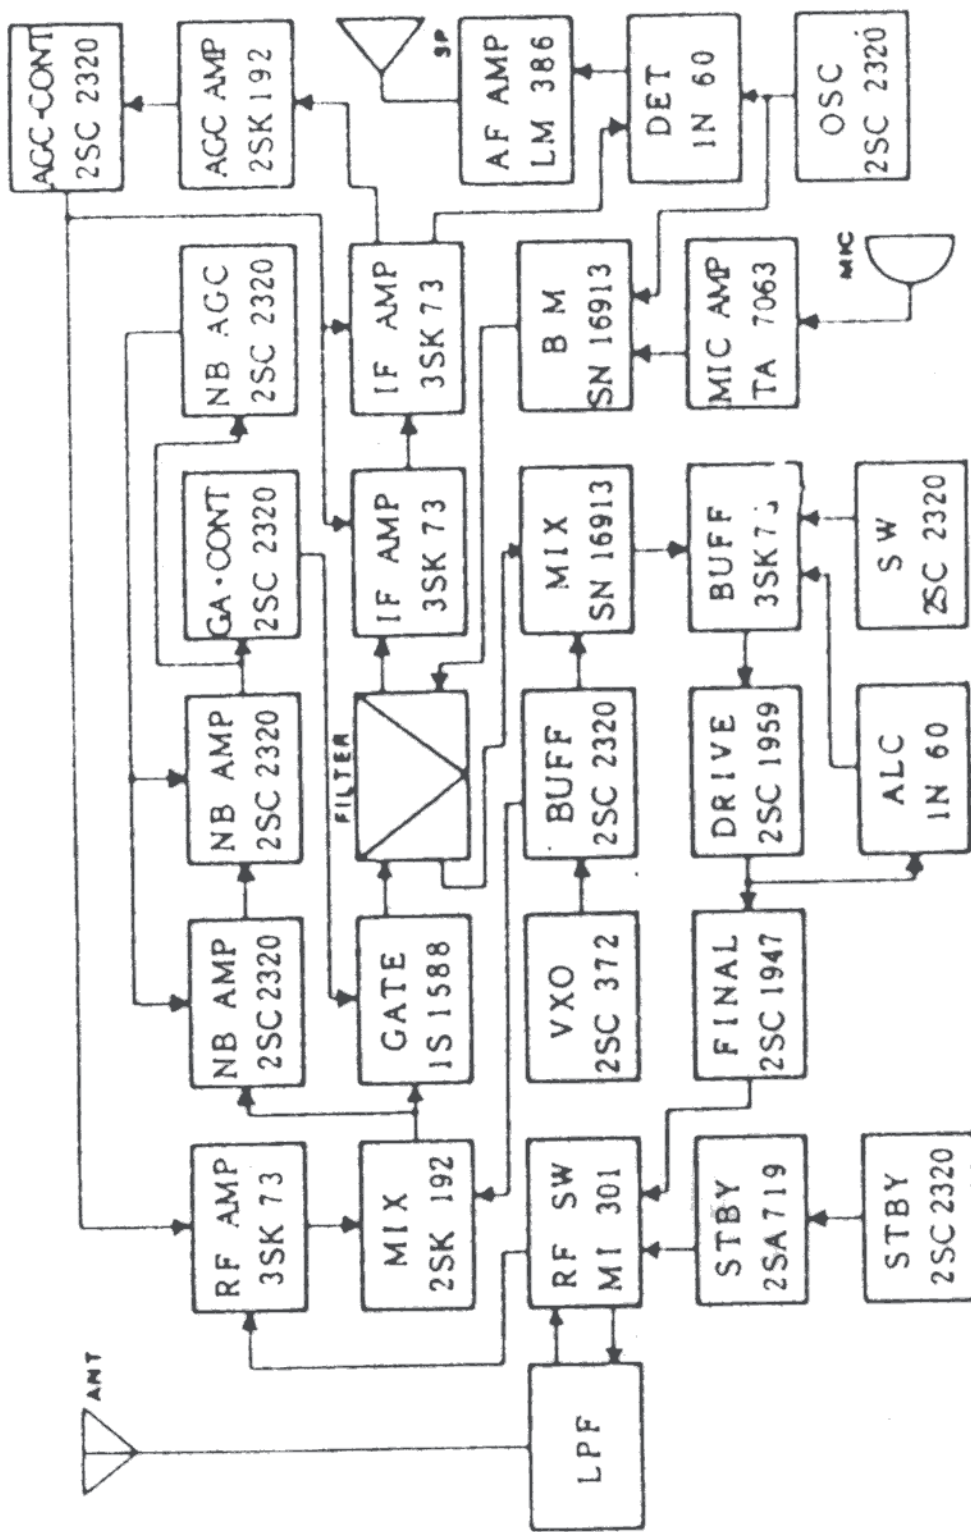 ANT
AGC-CONT
2SC 2320
RF AMP
3SK 73
NB AMP
2SC 2320
NB AMP
2SC 2320
GA·CONT
2SC 2320
NB AGC
2SC 2320
AGC AMP
2SK 192
MIX
2SK 192
GATE
1S 1588
FILTER
IF AMP
3SK 73
IF AMP
3SK 73
SP
LPF
RF SW
MI 301
VXO
2SC 372
BUFF
2SC 2320
MIX
SN 16913
B M
SN 16913
AF AMP
LM 386
STBY
2SA 719
FINAL
2SC 1947
DRIVE
2SC 1959
BUFF
MIC AMP
TA 7063
DET
1N 60
STBY
2SC 2320
ALC
1N 60
S W
2SC 2320
MIC
OSC
2SC 2320